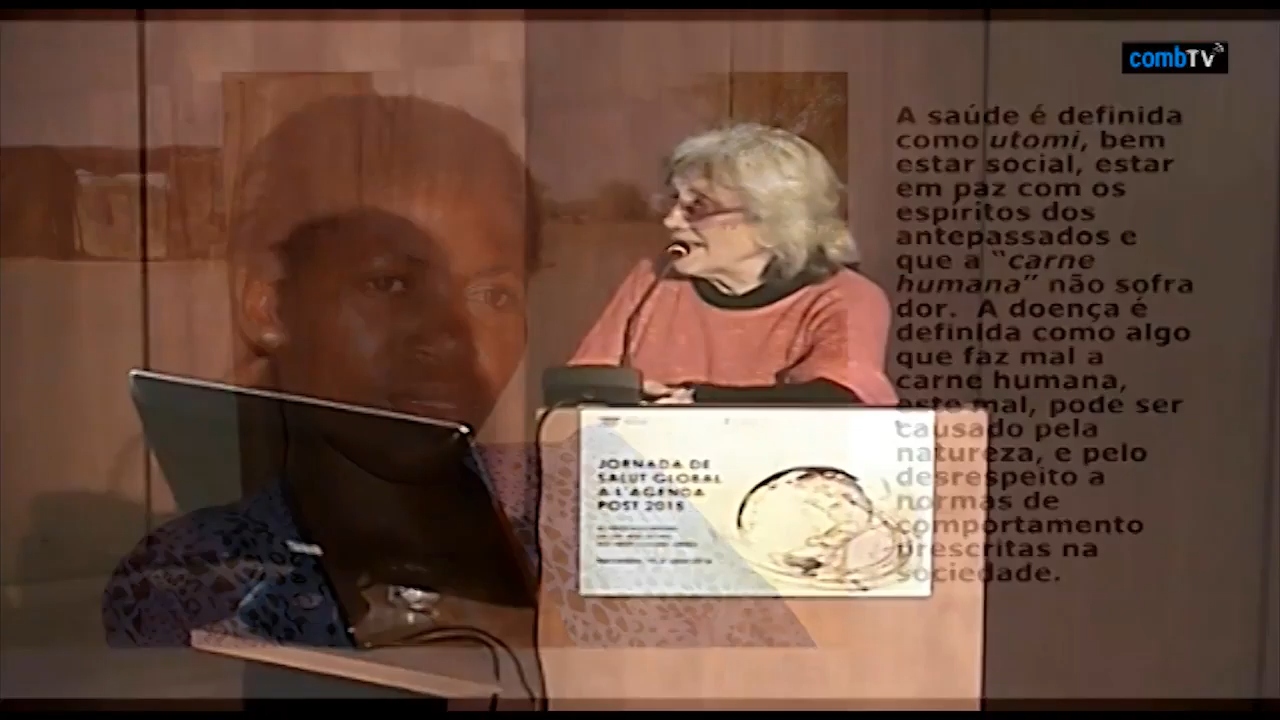 combTV
A saúde é definida
como utomi, bem
estar social, estar
em paz com os
espíritos dos
antepassados e
que a “carne
humana” não sofra
dor. A doença é
definida como algo
que faz mal a
carne humana,
este mal, pode ser
causado pela
natureza, e pelo
desrespeito a
normas de
comportamento
prescritas na
sociedade.
JORNADA DE
SALUT GLOBAL
A L'AGENDA
POST 2015